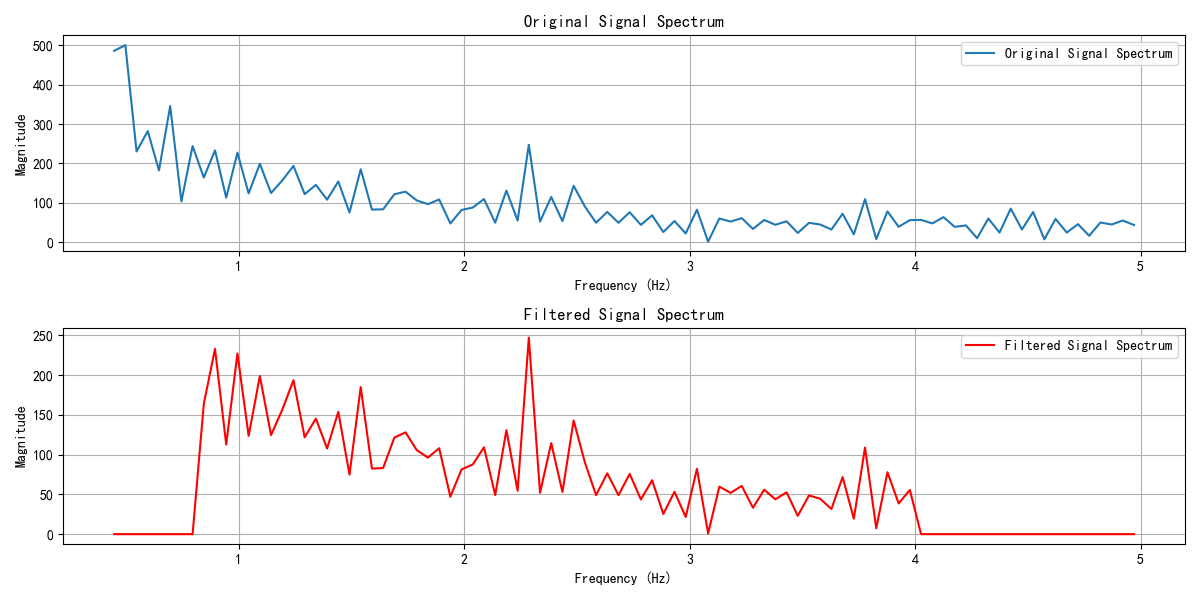 Original Signal Spectrum
500
400
300
200
100
0
Magnitude
Original Signal Spectrum
1 2 3 4 5
Frequency (Hz)
Filtered Signal Spectrum
250
200
150
100
50
0
Magnitude
Filtered Signal Spectrum
1 2 3 4 5
Frequency (Hz)